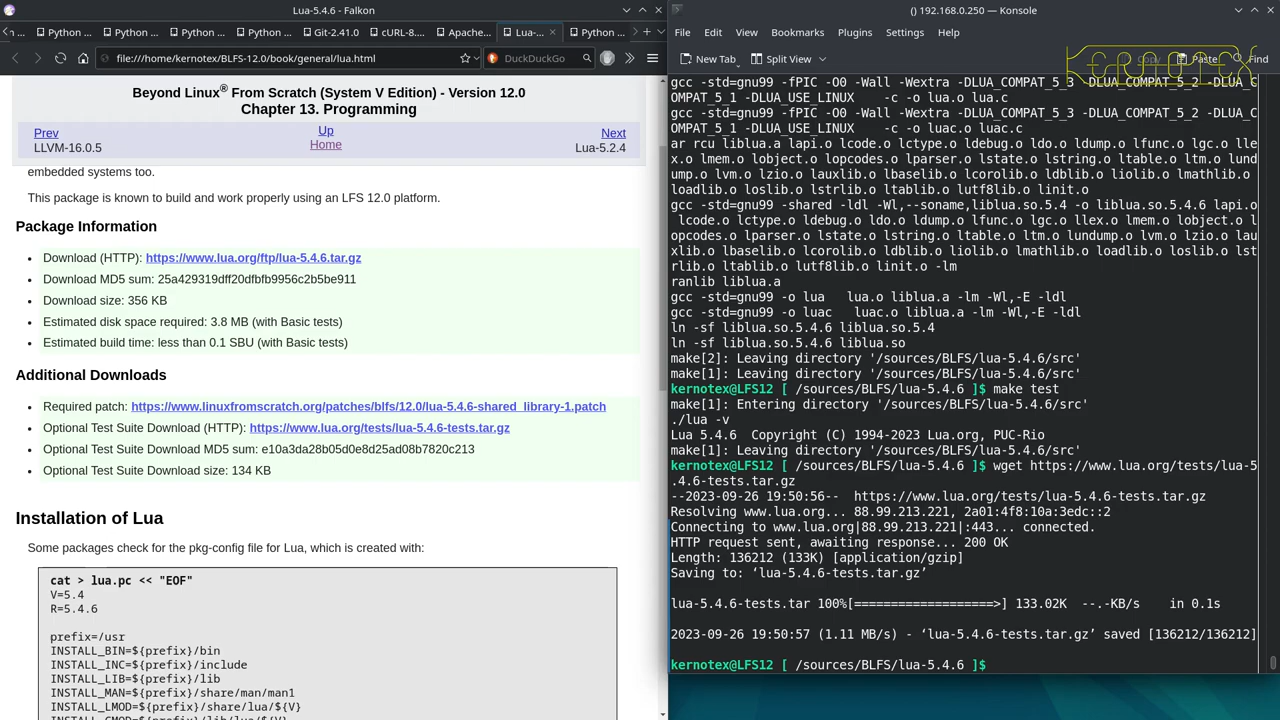 Lua-5.4.6 - Falkon
n ...
Python ...
Python ...
Python ...
Python ...
Git-2.41.0
cURL-8....
Apache...
Lua-...
Python ...
file:///home/kernotex/BLFS-12.0/book/general/lua.html
DuckDuckGo
Beyond Linux® From Scratch (System V Edition) - Version 12.0
Chapter 13. Programming
Prev
Up
Next
LLVM-16.0.5
Home
Lua-5.2.4
embedded systems too.
This package is known to build and work properly using an LFS 12.0 platform.
Package Information
• Download (HTTP): https://www.lua.org/ftp/lua-5.4.6.tar.gz
• Download MD5 sum: 25a429319dff20dfbfb9956c2b5be911
• Download size: 356 KB
• Estimated disk space required: 3.8 MB (with Basic tests)
• Estimated build time: less than 0.1 SBU (with Basic tests)
Additional Downloads
• Required patch: https://www.linuxfromscratch.org/patches/blfs/12.0/lua-5.4.6-shared_library-1.patch
• Optional Test Suite Download (HTTP): https://www.lua.org/tests/lua-5.4.6-tests.tar.gz
• Optional Test Suite Download MD5 sum: e10a3da28b05d0e8d25ad08b7820c213
• Optional Test Suite Download size: 134 KB
Installation of Lua
Some packages check for the pkg-config file for Lua, which is created with:
cat > lua.pc << "EOF"
V=5.4
R=5.4.6
prefix=/usr
INSTALL_BIN=${prefix}/bin
INSTALL_INC=${prefix}/include
INSTALL_LIB=${prefix}/lib
INSTALL_MAN=${prefix}/share/man/man1
INSTALL_LMOD=${prefix}/share/lua/${V}
INSTALL_CMOD=${prefix}/lib/lua/${V}
() 192.168.0.250 — Konsole
File Edit View Bookmarks Plugins Settings Help
New Tab
Split View
Copy
Paste
Find
Kernotex
gcc -std=gnu99 -fPIC -O0 -Wall -Wextra -DLUA_COMPAT_5_3 -DLUA_COMPAT_5_2 -DLUA_C
OMPAT_5_1 -DLUA_USE_LINUX    -c -o lua.o lua.c
gcc -std=gnu99 -fPIC -O0 -Wall -Wextra -DLUA_COMPAT_5_3 -DLUA_COMPAT_5_2 -DLUA_C
OMPAT_5_1 -DLUA_USE_LINUX    -c -o luac.o luac.c
ar rcu liblua.a lapi.o lcode.o lctype.o ldebug.o ldo.o ldump.o lfunc.o lgc.o lle
x.o lmem.o lobject.o lopcodes.o lparser.o lstate.o lstring.o ltable.o ltm.o lund
ump.o lvm.o lzio.o lauxlib.o lbaselib.o lcorolib.o ldblib.o liolib.o lmathlib.o
loadlib.o loslib.o lstrlib.o ltablib.o lutf8lib.o linit.o
gcc -std=gnu99 -shared -ldl -Wl,--soname,liblua.so.5.4 -o liblua.so.5.4.6 lapi.o
 lcode.o lctype.o ldebug.o ldo.o ldump.o lfunc.o lgc.o llex.o lmem.o lobject.o l
opcodes.o lparser.o lstate.o lstring.o ltable.o ltm.o lundump.o lvm.o lzio.o lau
xlib.o lbaselib.o lcorolib.o ldblib.o liolib.o lmathlib.o loadlib.o loslib.o lst
rlib.o ltablib.o lutf8lib.o linit.o -lm
ranlib liblua.a
gcc -std=gnu99 -o lua   lua.o liblua.a -lm -Wl,-E -ldl
gcc -std=gnu99 -o luac   luac.o liblua.a -lm -Wl,-E -ldl
ln -sf liblua.so.5.4.6 liblua.so.5.4
ln -sf liblua.so.5.4.6 liblua.so
make[2]: Leaving directory '/sources/BLFS/lua-5.4.6/src'
make[1]: Leaving directory '/sources/BLFS/lua-5.4.6/src'
kernotex@LFS12 [ /sources/BLFS/lua-5.4.6 ]$ make test
make[1]: Entering directory '/sources/BLFS/lua-5.4.6/src'
./lua -v
Lua 5.4.6  Copyright (C) 1994-2023 Lua.org, PUC-Rio
make[1]: Leaving directory '/sources/BLFS/lua-5.4.6/src'
kernotex@LFS12 [ /sources/BLFS/lua-5.4.6 ]$ wget https://www.lua.org/tests/lua-5
.4.6-tests.tar.gz
--2023-09-26 19:50:56--  https://www.lua.org/tests/lua-5.4.6-tests.tar.gz
Resolving www.lua.org... 88.99.213.221, 2a01:4f8:10a:3edc::2
Connecting to www.lua.org|88.99.213.221|:443... connected.
HTTP request sent, awaiting response... 200 OK
Length: 136212 (133K) [application/gzip]
Saving to: ‘lua-5.4.6-tests.tar.gz’
lua-5.4.6-tests.tar 100%[===================>] 133.02K  --.-KB/s    in 0.1s
2023-09-26 19:50:57 (1.11 MB/s) - ‘lua-5.4.6-tests.tar.gz’ saved [136212/136212]
kernotex@LFS12 [ /sources/BLFS/lua-5.4.6 ]$